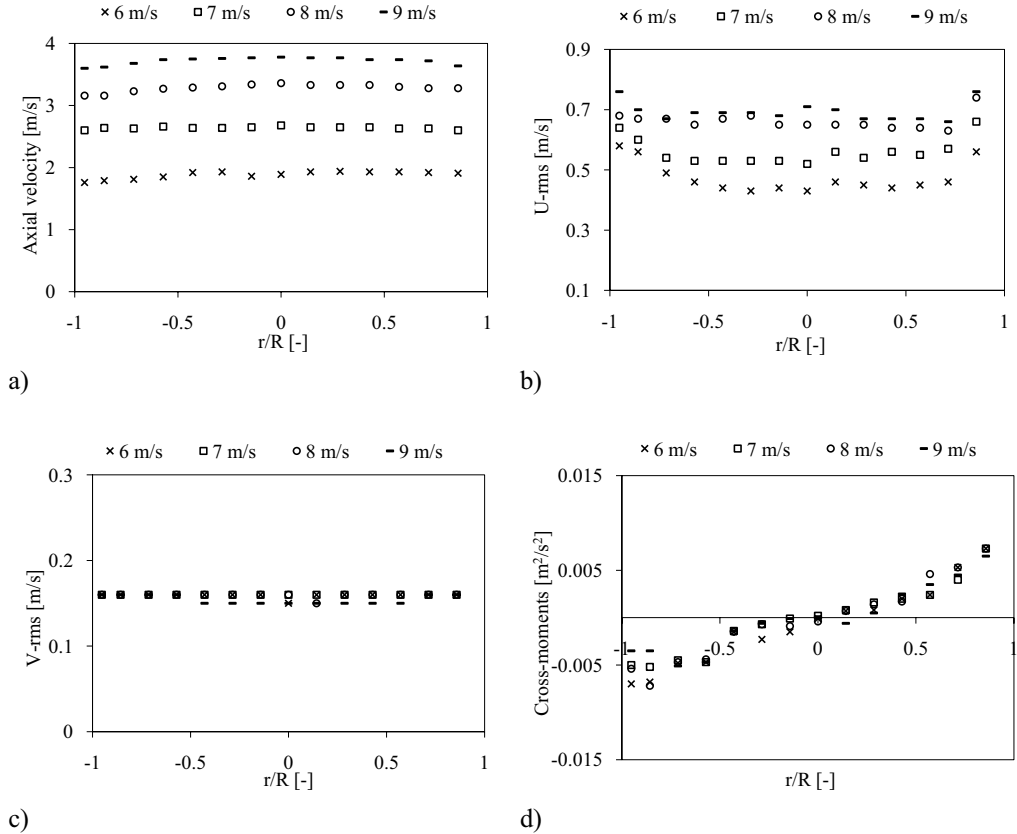 6 m/s 7 m/s 8 m/s 9 m/s
Axial velocity [m/s]
4
3
2
1
0
-1 -0.5 0 0.5 1
r/R [-]
a)
6 m/s 7 m/s 8 m/s 9 m/s
U-rms [m/s]
0.9
0.7
0.5
0.3
0.1
-1 -0.5 0 0.5 1
r/R [-]
b)
6 m/s 7 m/s 8 m/s 9 m/s
V-rms [m/s]
0.3
0.2
0.1
0
-1 -0.5 0 0.5 1
r/R [-]
c)
6 m/s 7 m/s 8 m/s 9 m/s
Cross-moments [m²/s²]
0.015
0.005
-0.005
-0.015
-1 -0.5 0 0.5 1
r/R [-]
d)